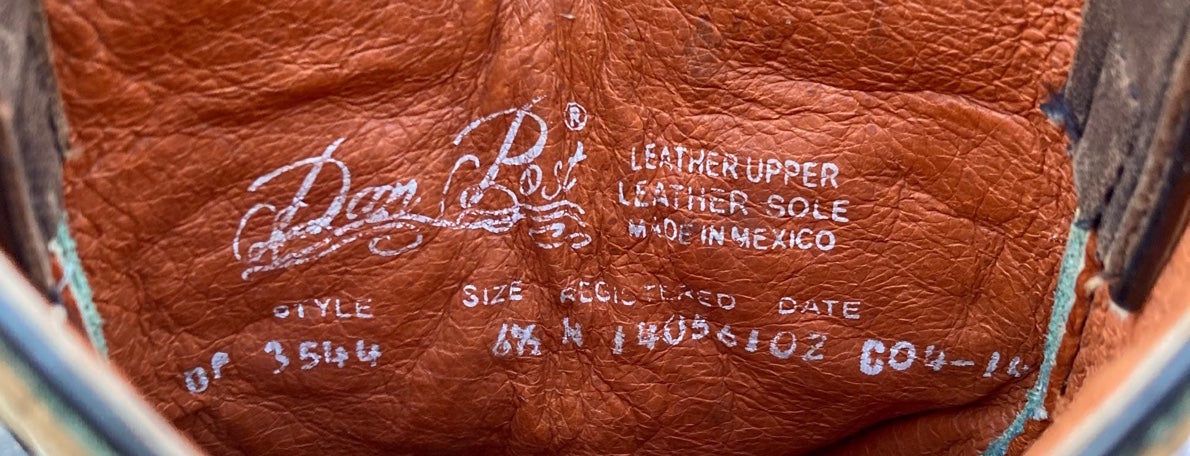 Dan Post ®
LEATHER UPPER
LEATHER SOLE
MADE IN MEXICO
STYLE SIZE REGISTERED DATE
DP 3544 6½ M 14056102 C04-14